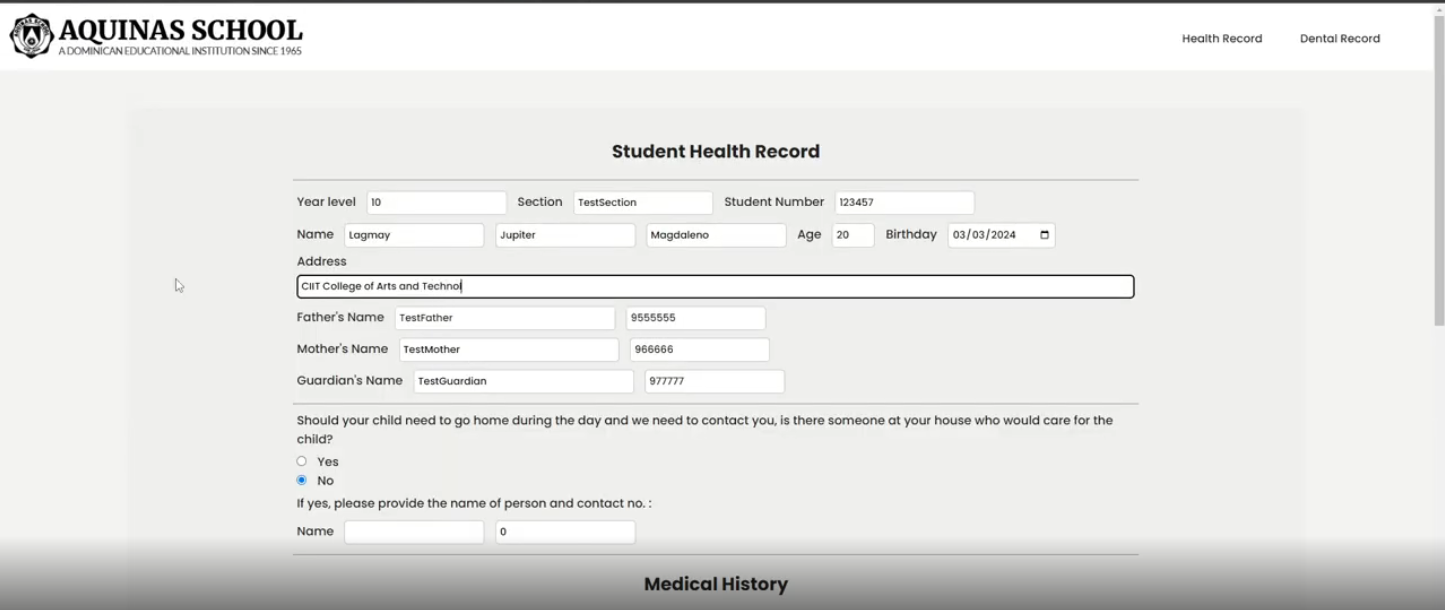 AQUINAS SCHOOL
A DOMINICAN EDUCATIONAL INSTITUTION SINCE 1965
Health Record Dental Record
Student Health Record
Year level 10 Section TestSection Student Number 123457
Name Lagmay Jupiter Magdaleno Age 20 Birthday 03/03/2024
Address
CIIT College of Arts and Technol
Father's Name TestFather 9555555
Mother's Name TestMother 966666
Guardian's Name TestGuardian 977777
Should your child need to go home during the day and we need to contact you, is there someone at your house who would care for the
child?
Yes
No
If yes, please provide the name of person and contact no. :
Name 0
Medical History